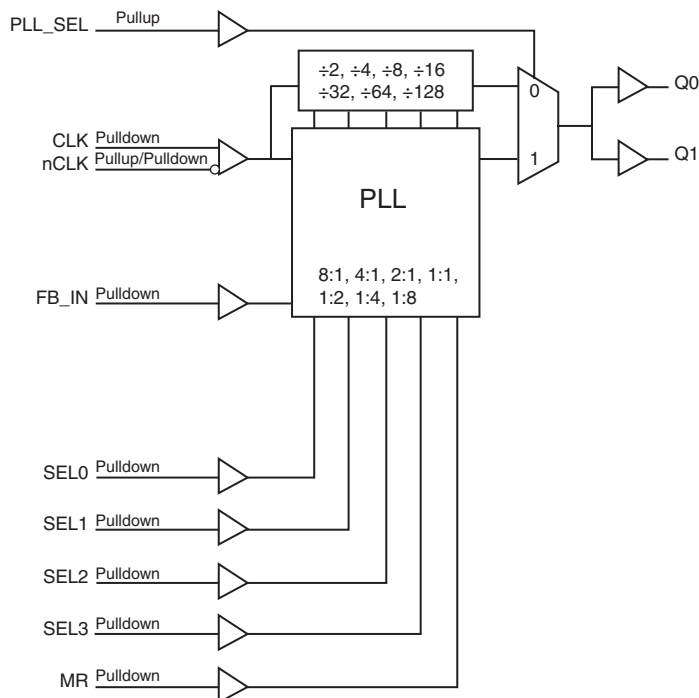 PLL_SEL Pullup
÷2, ÷4, ÷8, ÷16
÷32, ÷64, ÷128
0
Q0
CLK Pulldown
nCLK Pullup/Pulldown
1
Q1
PLL
8:1, 4:1, 2:1, 1:1,
1:2, 1:4, 1:8
FB_IN Pulldown
SEL0 Pulldown
SEL1 Pulldown
SEL2 Pulldown
SEL3 Pulldown
MR Pulldown